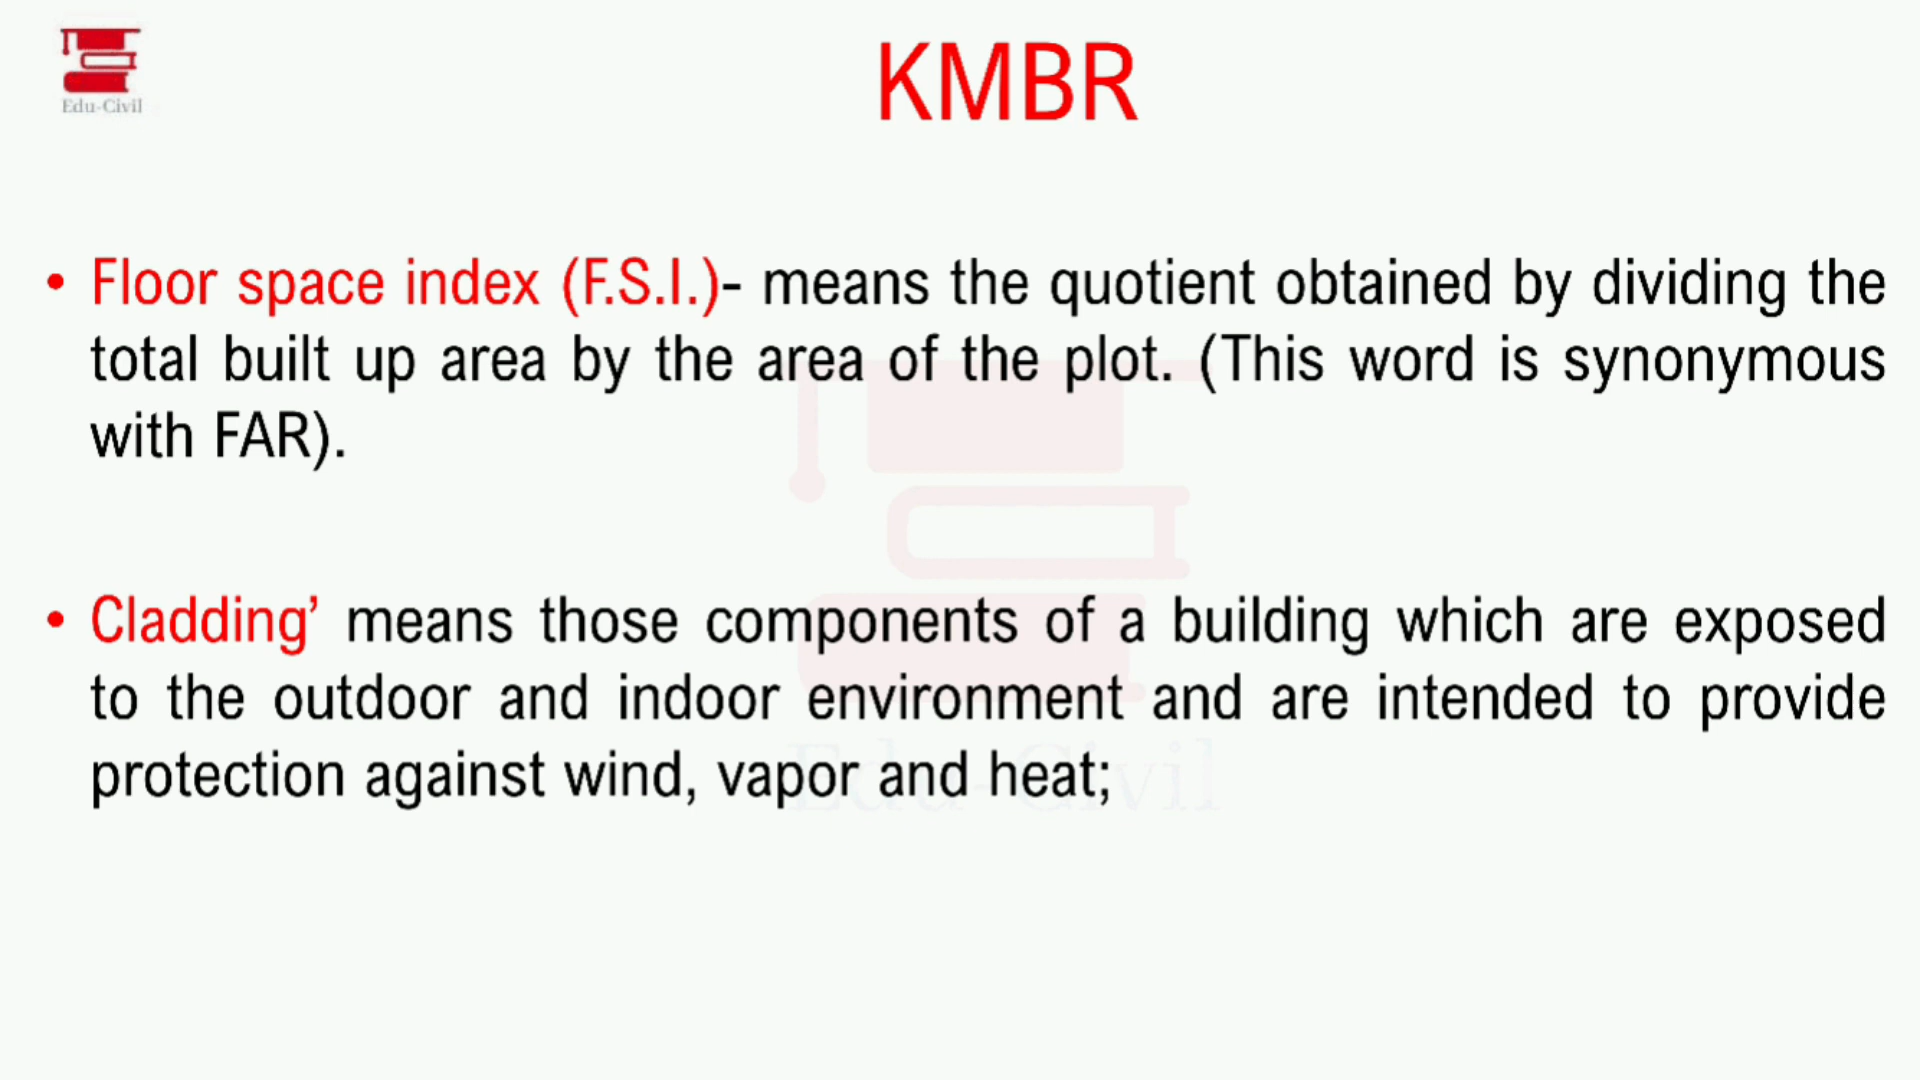 Edu-Civil
KMBR
• Floor space index (F.S.I.)- means the quotient obtained by dividing the
total built up area by the area of the plot. (This word is synonymous
with FAR).
• Cladding’ means those components of a building which are exposed
to the outdoor and indoor environment and are intended to provide
protection against wind, vapor and heat;
Edu-Civil